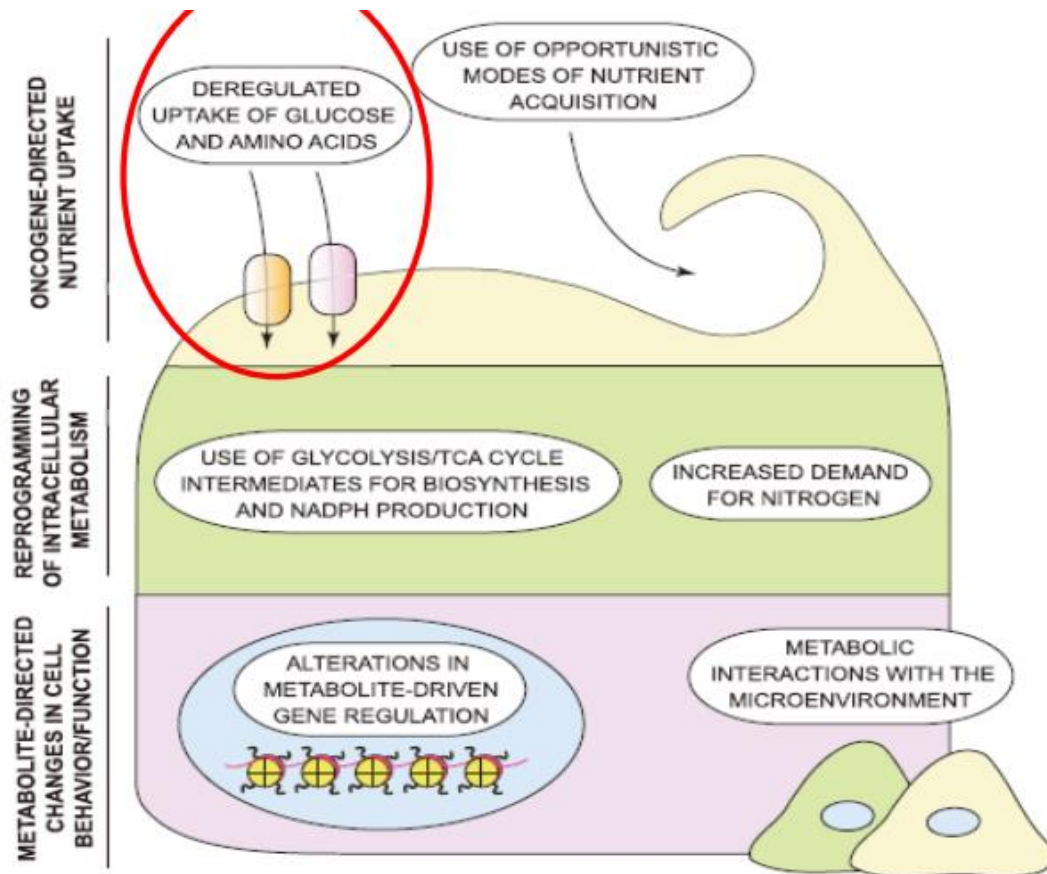 ONCOGENE-DIRECTED
NUTRIENT UPTAKE
DEREGULATED
UPTAKE OF GLUCOSE
AND AMINO ACIDS
USE OF OPPORTUNISTIC
MODES OF NUTRIENT
ACQUISITION
REPROGRAMMING
OF INTRACELLULAR
METABOLISM
USE OF GLYCOLYSIS/TCA CYCLE
INTERMEDIATES FOR BIOSYNTHESIS
AND NADPH PRODUCTION
INCREASED DEMAND
FOR NITROGEN
METABOLITE-DIRECTED
CHANGES IN CELL
BEHAVIOR/FUNCTION
ALTERATIONS IN
METABOLITE-DRIVEN
GENE REGULATION
METABOLIC
INTERACTIONS WITH THE
MICROENVIRONMENT